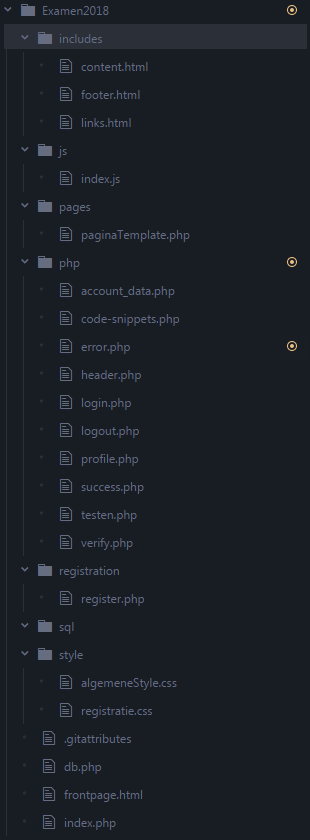 Examen2018
includes
content.html
footer.html
links.html
js
index.js
pages
paginaTemplate.php
php
account_data.php
code-snippets.php
error.php
header.php
login.php
logout.php
profile.php
success.php
testen.php
verify.php
registration
register.php
sql
style
algemeneStyle.css
registratie.css
.gitattributes
db.php
frontpage.html
index.php